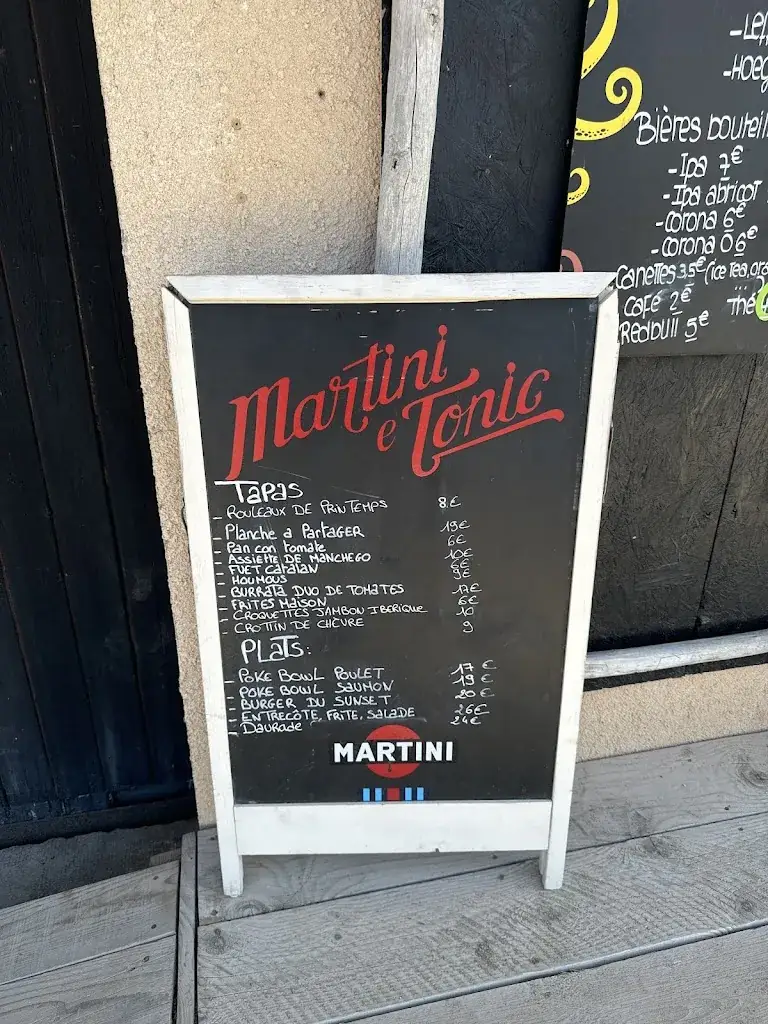 Martini
e Tonic
Tapas
- ROULEAUX DE PRINTEMPS 8€
- Planche a PARTAGER 19€
- Pan con tomate 6€
- ASSIETTE DE MANCHEGO 10€
- FUET Catalan 6€
- HOUMOUS 9€
- BURRATA DUO DE TOMATES 17€
- FRITES MAISON 6€
- CROQUETTES JAMBON IBERIQUE 10
- CROTTIN DE CHÈVRE 9
PLATS:
- POKE BOWL POULET 17€
- POKE BOWL SAUMON 19€
- BURGER DU SUNSET 20€
- ENTRECÔTE, FRITE, SALADE 26€
- Daurade 24€
MARTINI
- Lef
- HOEG
Bières bouteil
- Ipa 7€
- Ipa abricot
- Corona 6€
- Corona 0 6€
Canettes 3.5€ (ice tea, ora
Café 2€ Thé
Redbull 5€